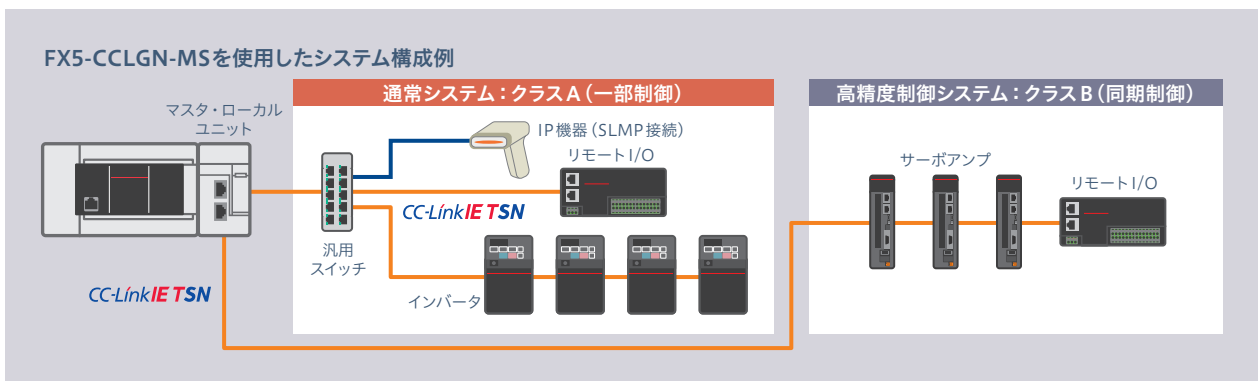 FX5-CCLGN-MSを使用したシステム構成例
マスタ・ローカル
ユニット
通常システム：クラスA（一部制御）
IP機器（SLMP接続）
リモートI/O
CC-Link IE TSN
汎用
スイッチ
インバータ
CC-Link IE TSN
高精度制御システム：クラスB（同期制御）
サーボアンプ
リモートI/O